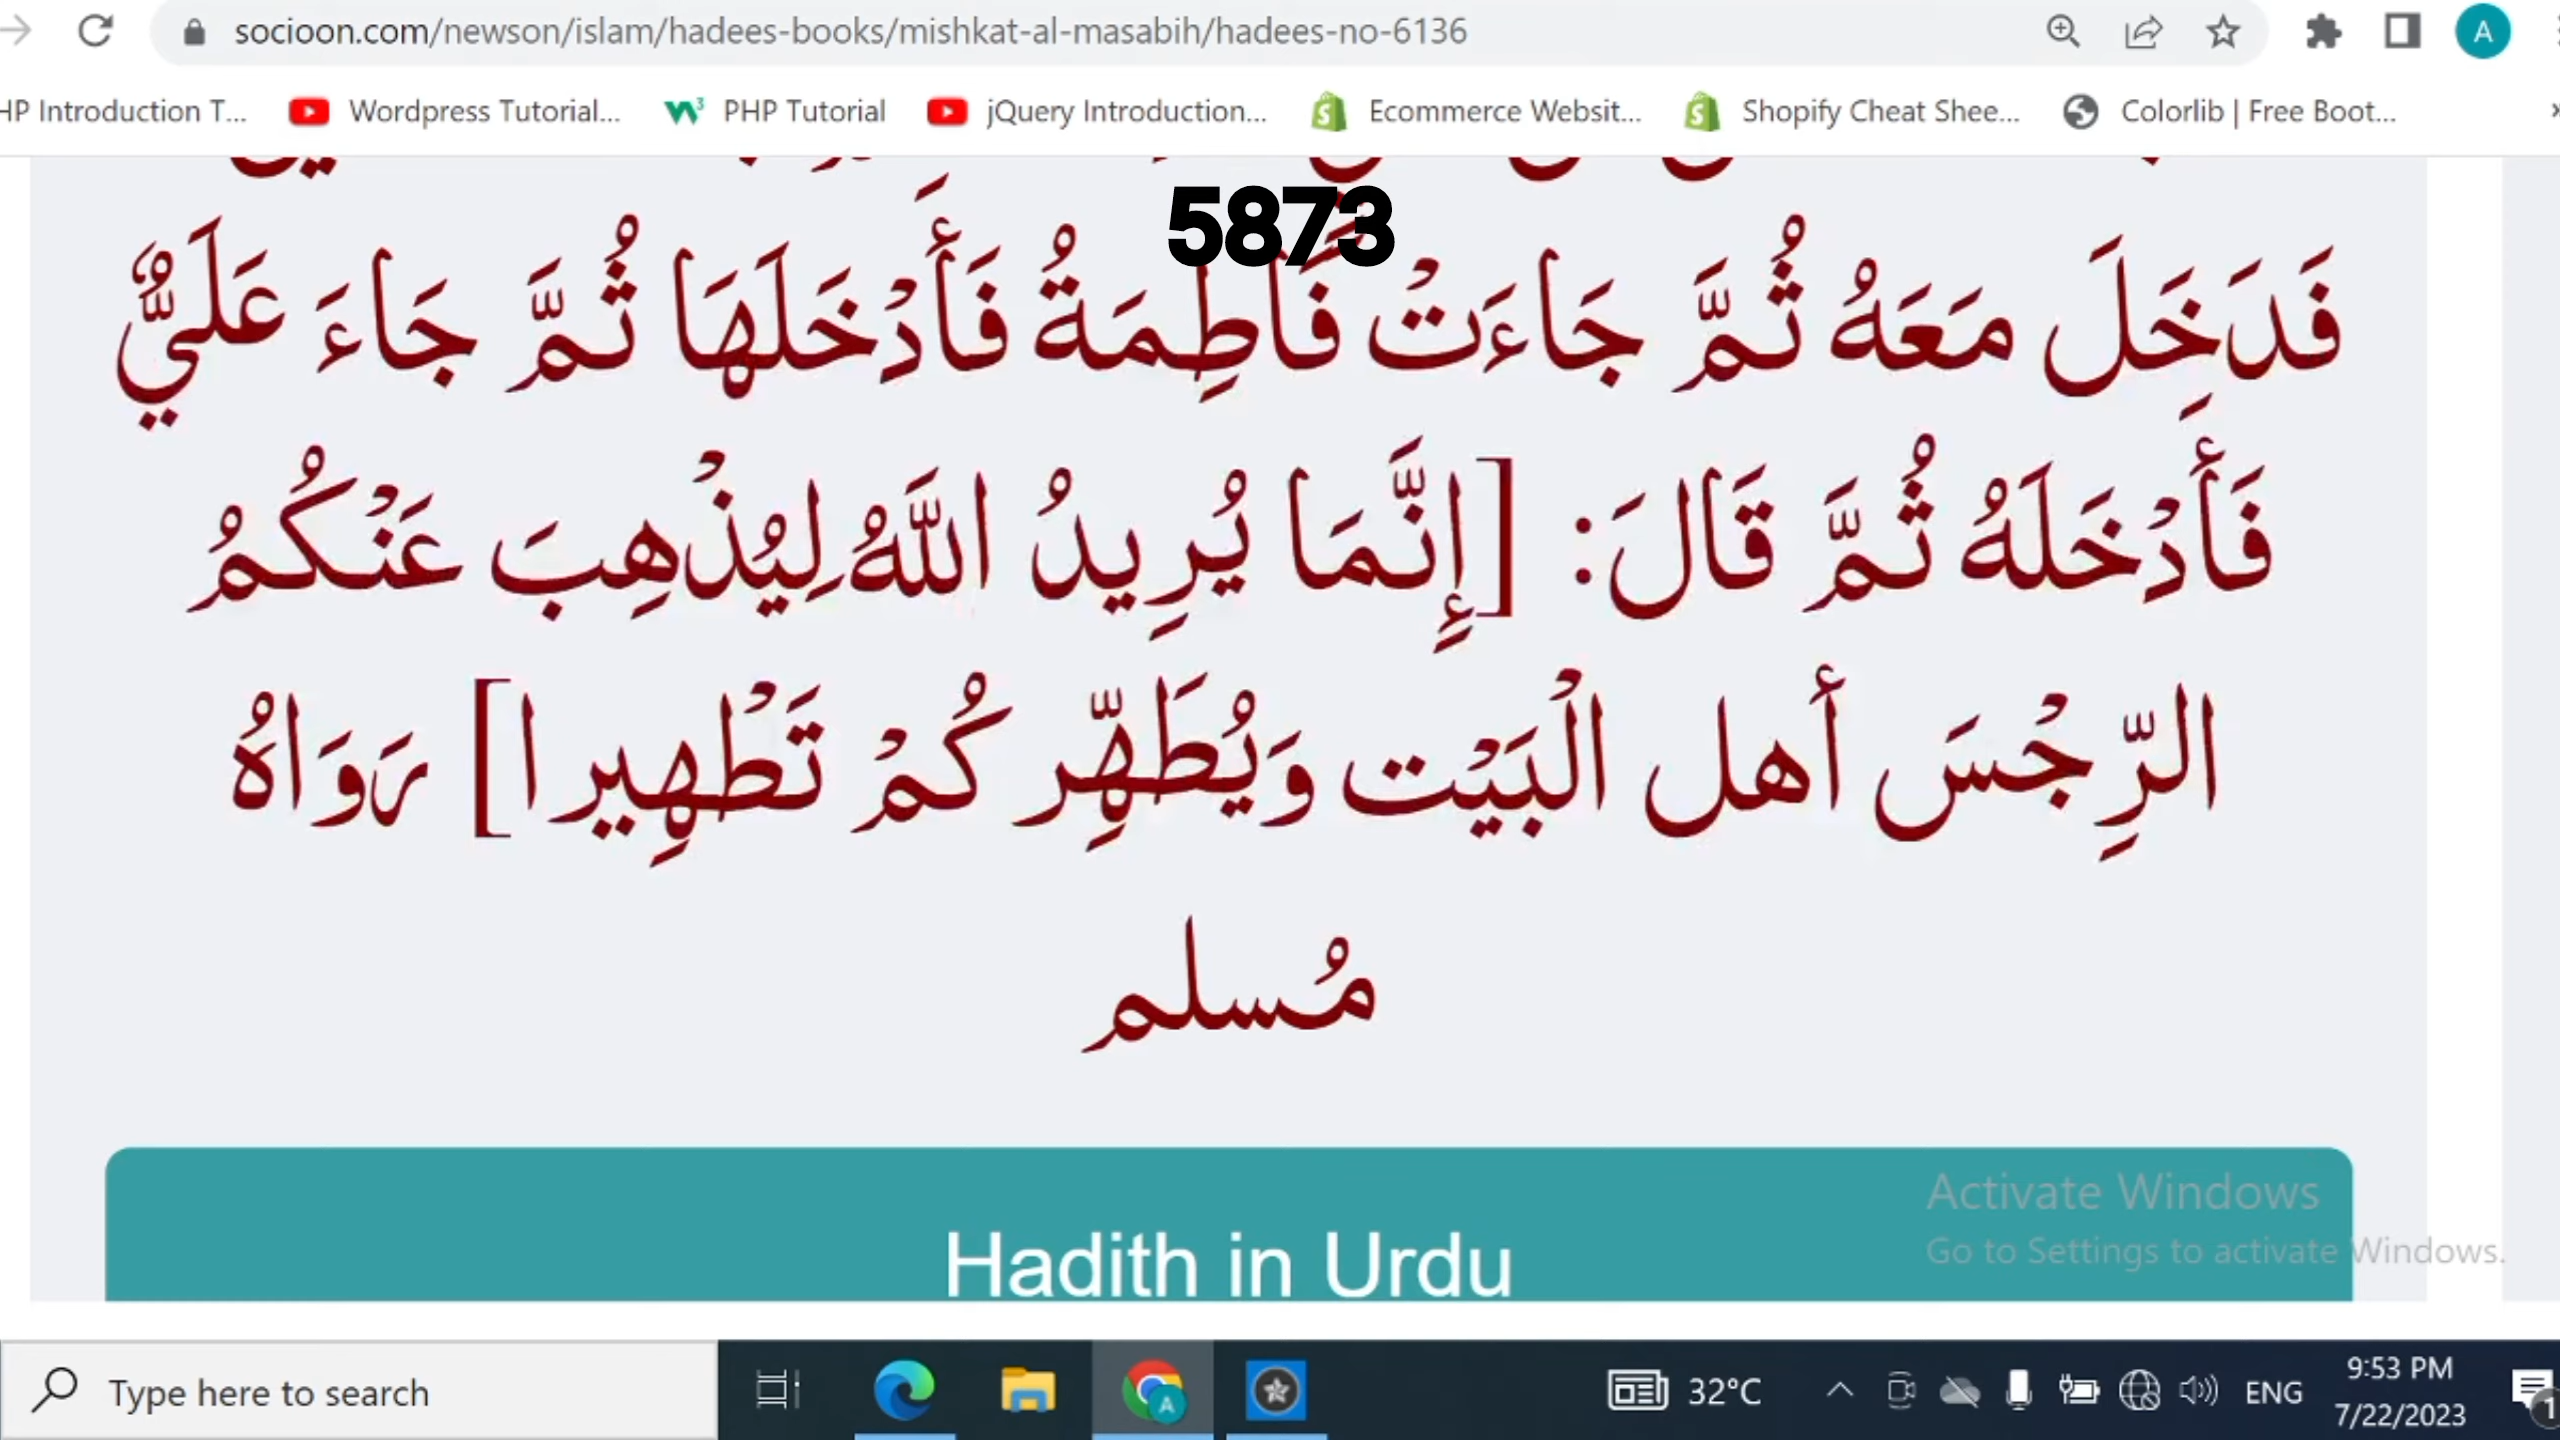 socioon.com/newson/islam/hadees-books/mishkat-al-masabih/hadees-no-6136
A
HP Introduction T...
Wordpress Tutorial...
PHP Tutorial
jQuery Introduction...
Ecommerce Websit...
Shopify Cheat Shee...
Colorlib | Free Boot...
5873
فَدَخَلَ مَعَهُ ثُمَّ جَاءَتْ فَاطِمَةُ فَأَدْخَلَهَا ثُمَّ جَاءَ عَلَيٌّ
فَأَدْخَلَهُ ثُمَّ قَالَ: [إِنَّمَا يُرِيدُ اللَّهُ لِيُذْهِبَ عَنْكُمُ
الرِّجْسَ أهل الْبَيْت وَيُطَهِّر كُمْ تَطْهِيرا] رَوَاهُ
مُسلم
Hadith in Urdu
Activate Windows
Go to Settings to activate Windows.
Type here to search
A
32°C
ENG
9:53 PM
7/22/2023
1